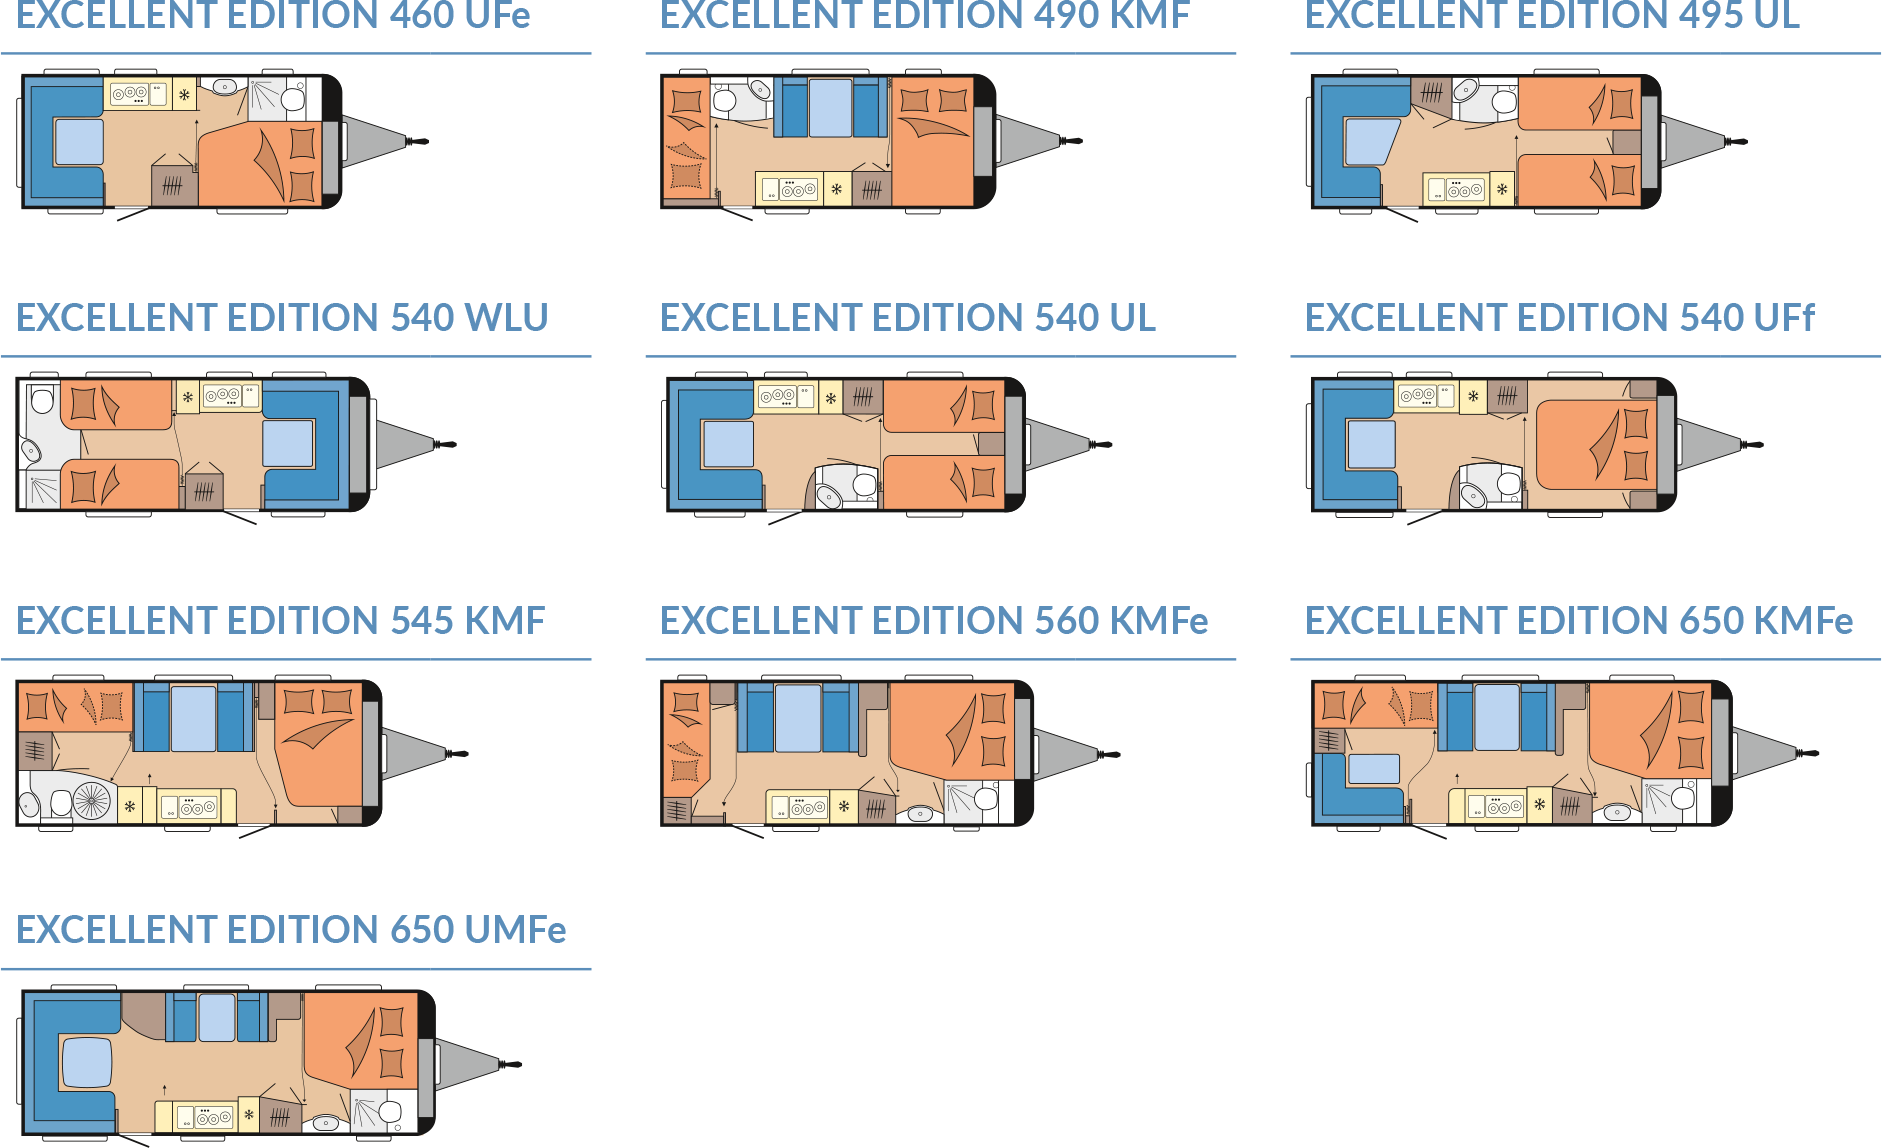 EXCELLENT EDITION 460 UFe
EXCELLENT EDITION 490 KMF
EXCELLENT EDITION 495 UL
EXCELLENT EDITION 540 WLU
EXCELLENT EDITION 540 UL
EXCELLENT EDITION 540 UFf
EXCELLENT EDITION 545 KMF
EXCELLENT EDITION 560 KMFe
EXCELLENT EDITION 650 KMFe
EXCELLENT EDITION 650 UMFe